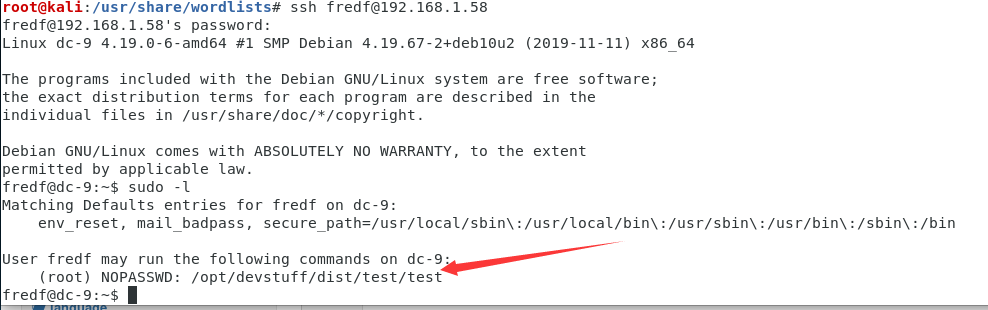 root@kali:/usr/share/wordlists# ssh fredf@192.168.1.58
fredf@192.168.1.58's password:
Linux dc-9 4.19.0-6-amd64 #1 SMP Debian 4.19.67-2+deb10u2 (2019-11-11) x86_64
The programs included with the Debian GNU/Linux system are free software;
the exact distribution terms for each program are described in the
individual files in /usr/share/doc/*/copyright.
Debian GNU/Linux comes with ABSOLUTELY NO WARRANTY, to the extent
permitted by applicable law.
fredf@dc-9:~$ sudo -l
Matching Defaults entries for fredf on dc-9:
    env_reset, mail_badpass, secure_path=/usr/local/sbin\:/usr/local/bin\:/usr/sbin\:/usr/bin\:/sbin\:/bin
User fredf may run the following commands on dc-9:
    (root) NOPASSWD: /opt/devstuff/dist/test/test
fredf@dc-9:~$
language